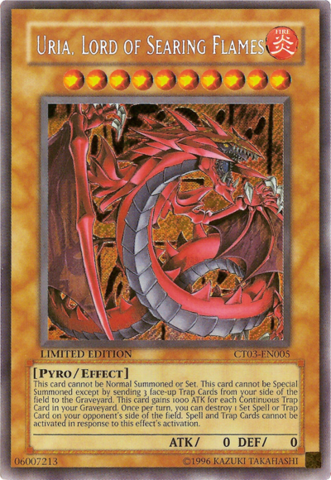 URIA, LORD OF SEARING FLAMES
FIRE
炎
LIMITED EDITION
CT03-EN005
[PYRO/EFFECT]
This card cannot be Normal Summoned or Set. This card cannot be Special
Summoned except by sending 3 face-up Trap Cards from your side of the
field to the Graveyard. This card gains 1000 ATK for each Continuous Trap
Card in your Graveyard. Once per turn, you can destroy 1 Set Spell or Trap
Card on your opponent's side of the field. Spell and Trap Cards cannot be
activated in response to this effect's activation.
ATK/ 0 DEF/ 0
06007213
©1996 KAZUKI TAKAHASHI